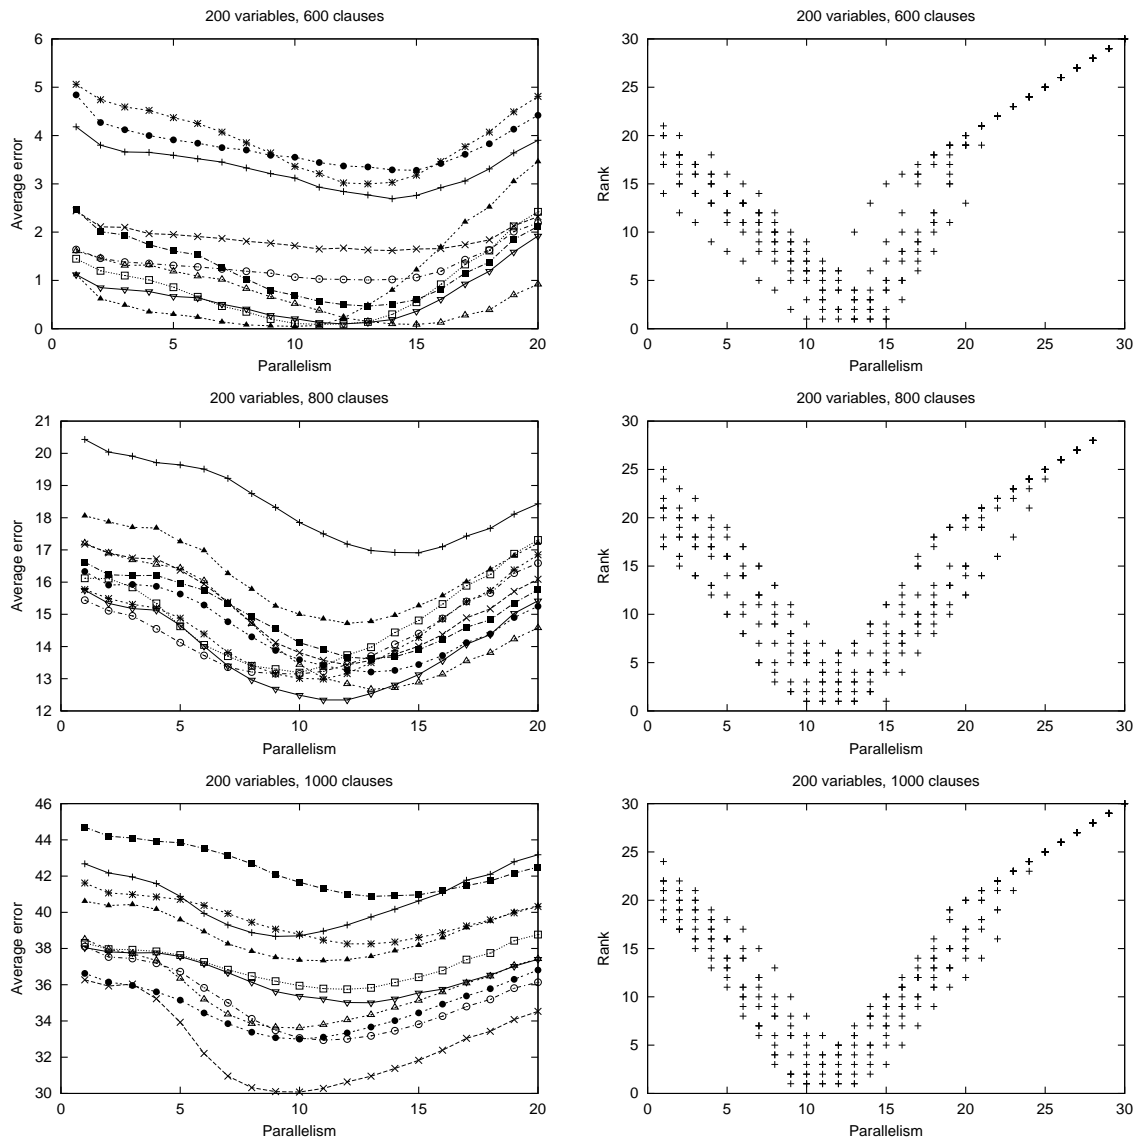 200 variables, 600 clauses
Average error
6
5
4
3
2
1
0
0 5 10 15 20
Parallelism
200 variables, 600 clauses
Rank
30
25
20
15
10
5
0
0 5 10 15 20 25 30
Parallelism
200 variables, 800 clauses
Average error
21
20
19
18
17
16
15
14
13
12
0 5 10 15 20
Parallelism
200 variables, 800 clauses
Rank
30
25
20
15
10
5
0
0 5 10 15 20 25 30
Parallelism
200 variables, 1000 clauses
Average error
46
44
42
40
38
36
34
32
30
0 5 10 15 20
Parallelism
200 variables, 1000 clauses
Rank
30
25
20
15
10
5
0
0 5 10 15 20 25 30
Parallelism